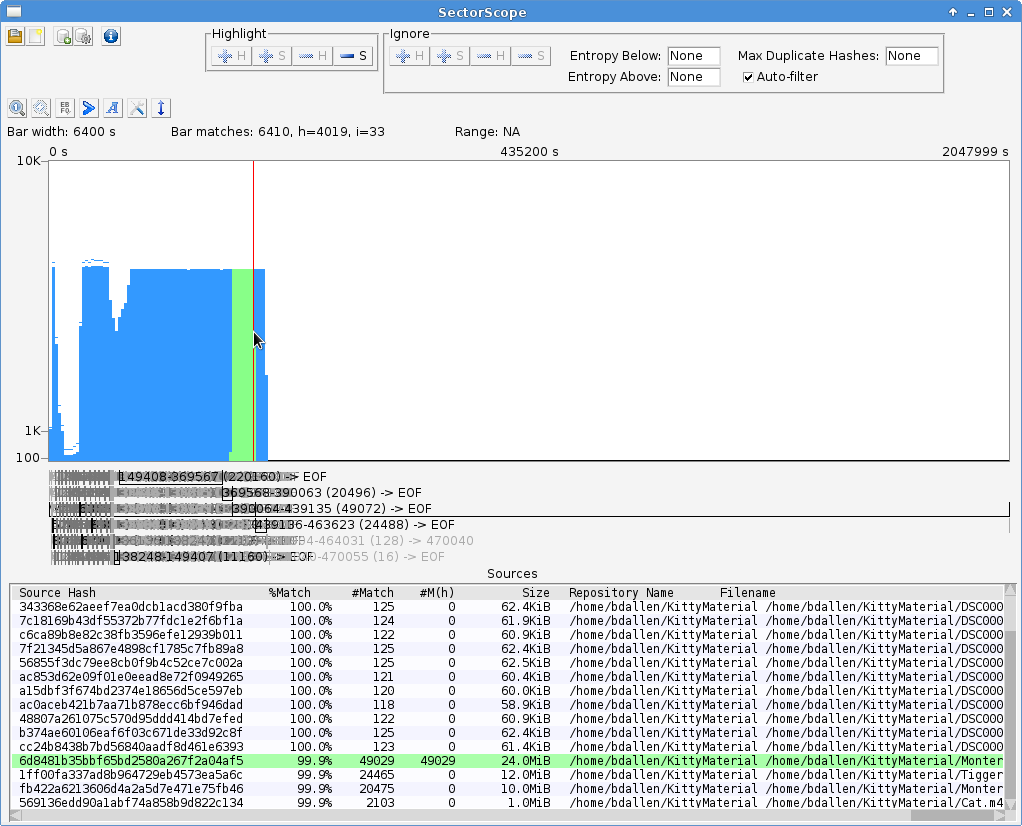 SectorScope
Highlight
Ignore
H S H S
H S H S
Entropy Below: None
Max Duplicate Hashes: None
Entropy Above: None
Auto-filter
EB
FQ
A
Bar width: 6400 s
Bar matches: 6410, h=4019, i=33
Range: NA
0 s 435200 s 2047999 s
10K
1K
100
149408-369567 (220160) -> EOF
369568-390063 (20496) -> EOF
390064-439135 (49072) -> EOF
439136-463623 (24488) -> EOF
-464031 (128) -> 470040
138248-149407 (11160) -> EOF
-470055 (16) -> EOF
Sources
Source Hash %Match #Match #M(h) Size Repository Name Filename
343368e62aeef7ea0dcb1acd380f9fba 100.0% 125 0 62.4KiB /home/bdallen/KittyMaterial /home/bdallen/KittyMaterial/DSC000
7c18169b43df55372b77fdc1e2f6bf1a 100.0% 124 0 61.9KiB /home/bdallen/KittyMaterial /home/bdallen/KittyMaterial/DSC000
c6ca89b8e82c38fb3596efe12939b011 100.0% 122 0 60.9KiB /home/bdallen/KittyMaterial /home/bdallen/KittyMaterial/DSC000
7f21345d5a867e4898cf1785c7fb89a8 100.0% 125 0 62.4KiB /home/bdallen/KittyMaterial /home/bdallen/KittyMaterial/DSC000
56855f3dc79ee8cb0f9b4c52ce7c002a 100.0% 125 0 62.5KiB /home/bdallen/KittyMaterial /home/bdallen/KittyMaterial/DSC000
ac853d62e09f01e0eead8e72f0949265 100.0% 121 0 60.4KiB /home/bdallen/KittyMaterial /home/bdallen/KittyMaterial/DSC000
a15dbf3f674bd2374e18656d5ce597eb 100.0% 120 0 60.0KiB /home/bdallen/KittyMaterial /home/bdallen/KittyMaterial/DSC000
ac0aceb421b7aa71b878ecc6bf946dad 100.0% 118 0 58.9KiB /home/bdallen/KittyMaterial /home/bdallen/KittyMaterial/DSC000
48807a261075c570d95ddd414bd7efed 100.0% 122 0 60.9KiB /home/bdallen/KittyMaterial /home/bdallen/KittyMaterial/DSC000
b374ae60106eaf6f03c671de33d92c8f 100.0% 125 0 62.4KiB /home/bdallen/KittyMaterial /home/bdallen/KittyMaterial/DSC000
cc24b8438b7bd56840aadf8d461e6393 100.0% 123 0 61.4KiB /home/bdallen/KittyMaterial /home/bdallen/KittyMaterial/DSC000
6d8481b35bbf65bd2580a267f2a04af5 99.9% 49029 49029 24.0MiB /home/bdallen/KittyMaterial /home/bdallen/KittyMaterial/Monter
1ff00fa337ad8b964729eb4573ea5a6c 99.9% 24465 0 12.0MiB /home/bdallen/KittyMaterial /home/bdallen/KittyMaterial/Tigger
fb422a6213606d4a2a5d7e471e75fb46 99.9% 20475 0 10.0MiB /home/bdallen/KittyMaterial /home/bdallen/KittyMaterial/Monter
569136edd90a1abf74a858b9d822c134 99.9% 2103 0 1.0MiB /home/bdallen/KittyMaterial /home/bdallen/KittyMaterial/Cat.m4